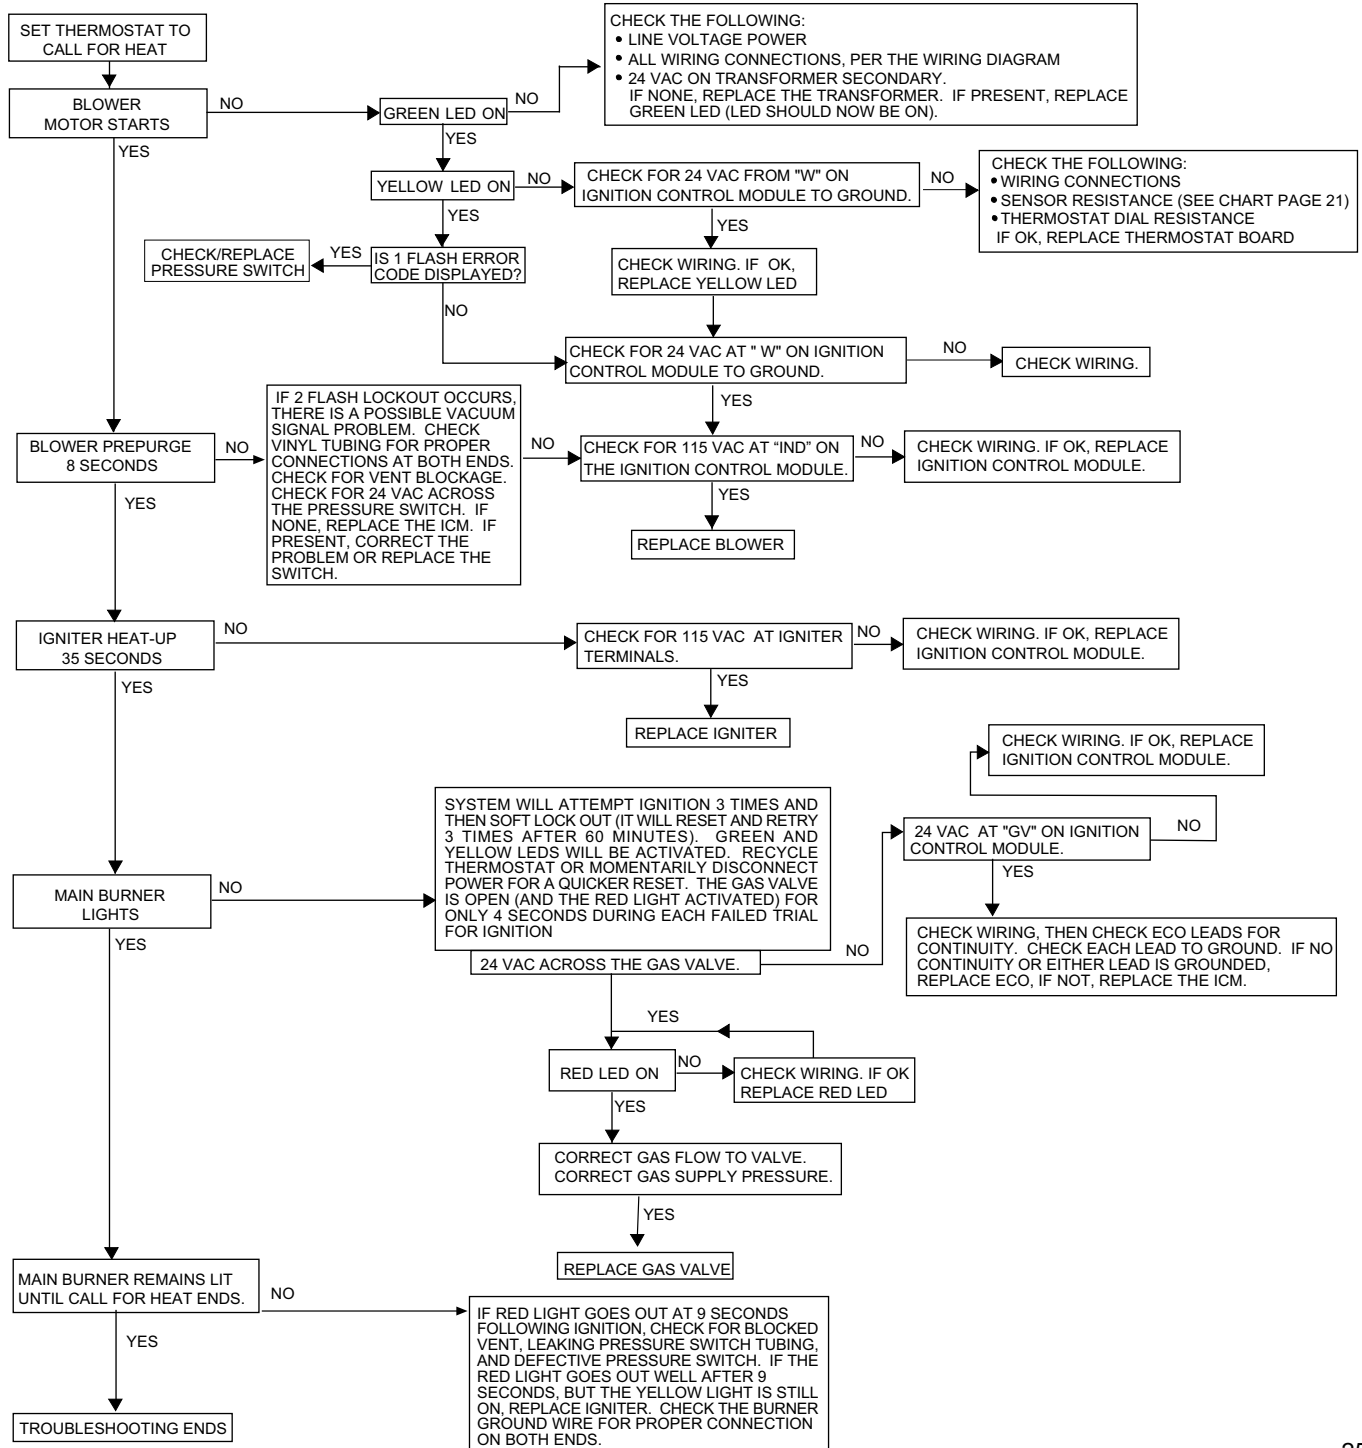 SET THERMOSTAT TO
CALL FOR HEAT
CHECK THE FOLLOWING:
• LINE VOLTAGE POWER
• ALL WIRING CONNECTIONS, PER THE WIRING DIAGRAM
• 24 VAC ON TRANSFORMER SECONDARY.
IF NONE, REPLACE THE TRANSFORMER. IF PRESENT, REPLACE
GREEN LED (LED SHOULD NOW BE ON).
BLOWER
MOTOR STARTS
NO
GREEN LED ON
NO
YES
YES
YELLOW LED ON
NO
CHECK FOR 24 VAC FROM "W" ON
IGNITION CONTROL MODULE TO GROUND.
NO
CHECK THE FOLLOWING:
• WIRING CONNECTIONS
• SENSOR RESISTANCE (SEE CHART PAGE 21)
• THERMOSTAT DIAL RESISTANCE
IF OK, REPLACE THERMOSTAT BOARD
YES
YES
CHECK/REPLACE
PRESSURE SWITCH
YES
IS 1 FLASH ERROR
CODE DISPLAYED?
CHECK WIRING. IF OK,
REPLACE YELLOW LED
NO
CHECK FOR 24 VAC AT " W" ON IGNITION
CONTROL MODULE TO GROUND.
NO
CHECK WIRING.
YES
BLOWER PREPURGE
8 SECONDS
NO
IF 2 FLASH LOCKOUT OCCURS,
THERE IS A POSSIBLE VACUUM
SIGNAL PROBLEM. CHECK
VINYL TUBING FOR PROPER
CONNECTIONS AT BOTH ENDS.
CHECK FOR VENT BLOCKAGE.
CHECK FOR 24 VAC ACROSS
THE PRESSURE SWITCH. IF
NONE, REPLACE THE ICM. IF
PRESENT, CORRECT THE
PROBLEM OR REPLACE THE
SWITCH.
NO
CHECK FOR 115 VAC AT “IND” ON
THE IGNITION CONTROL MODULE.
NO
CHECK WIRING. IF OK, REPLACE
IGNITION CONTROL MODULE.
YES
YES
REPLACE BLOWER
IGNITER HEAT-UP
35 SECONDS
NO
CHECK FOR 115 VAC AT IGNITER
TERMINALS.
NO
CHECK WIRING. IF OK, REPLACE
IGNITION CONTROL MODULE.
YES
YES
REPLACE IGNITER
CHECK WIRING. IF OK, REPLACE
IGNITION CONTROL MODULE.
MAIN BURNER
LIGHTS
NO
SYSTEM WILL ATTEMPT IGNITION 3 TIMES AND
THEN SOFT LOCK OUT (IT WILL RESET AND RETRY
3 TIMES AFTER 60 MINUTES). GREEN AND
YELLOW LEDS WILL BE ACTIVATED. RECYCLE
THERMOSTAT OR MOMENTARILY DISCONNECT
POWER FOR A QUICKER RESET. THE GAS VALVE
IS OPEN (AND THE RED LIGHT ACTIVATED) FOR
ONLY 4 SECONDS DURING EACH FAILED TRIAL
FOR IGNITION
24 VAC ACROSS THE GAS VALVE.
NO
24 VAC AT "GV" ON IGNITION
CONTROL MODULE.
NO
YES
CHECK WIRING, THEN CHECK ECO LEADS FOR
CONTINUITY. CHECK EACH LEAD TO GROUND. IF NO
CONTINUITY OR EITHER LEAD IS GROUNDED,
REPLACE ECO, IF NOT, REPLACE THE ICM.
YES
YES
RED LED ON
NO
CHECK WIRING. IF OK
REPLACE RED LED
YES
CORRECT GAS FLOW TO VALVE.
CORRECT GAS SUPPLY PRESSURE.
YES
REPLACE GAS VALVE
MAIN BURNER REMAINS LIT
UNTIL CALL FOR HEAT ENDS.
NO
IF RED LIGHT GOES OUT AT 9 SECONDS
FOLLOWING IGNITION, CHECK FOR BLOCKED
VENT, LEAKING PRESSURE SWITCH TUBING,
AND DEFECTIVE PRESSURE SWITCH. IF THE
RED LIGHT GOES OUT WELL AFTER 9
SECONDS, BUT THE YELLOW LIGHT IS STILL
ON, REPLACE IGNITER. CHECK THE BURNER
GROUND WIRE FOR PROPER CONNECTION
ON BOTH ENDS.
YES
TROUBLESHOOTING ENDS